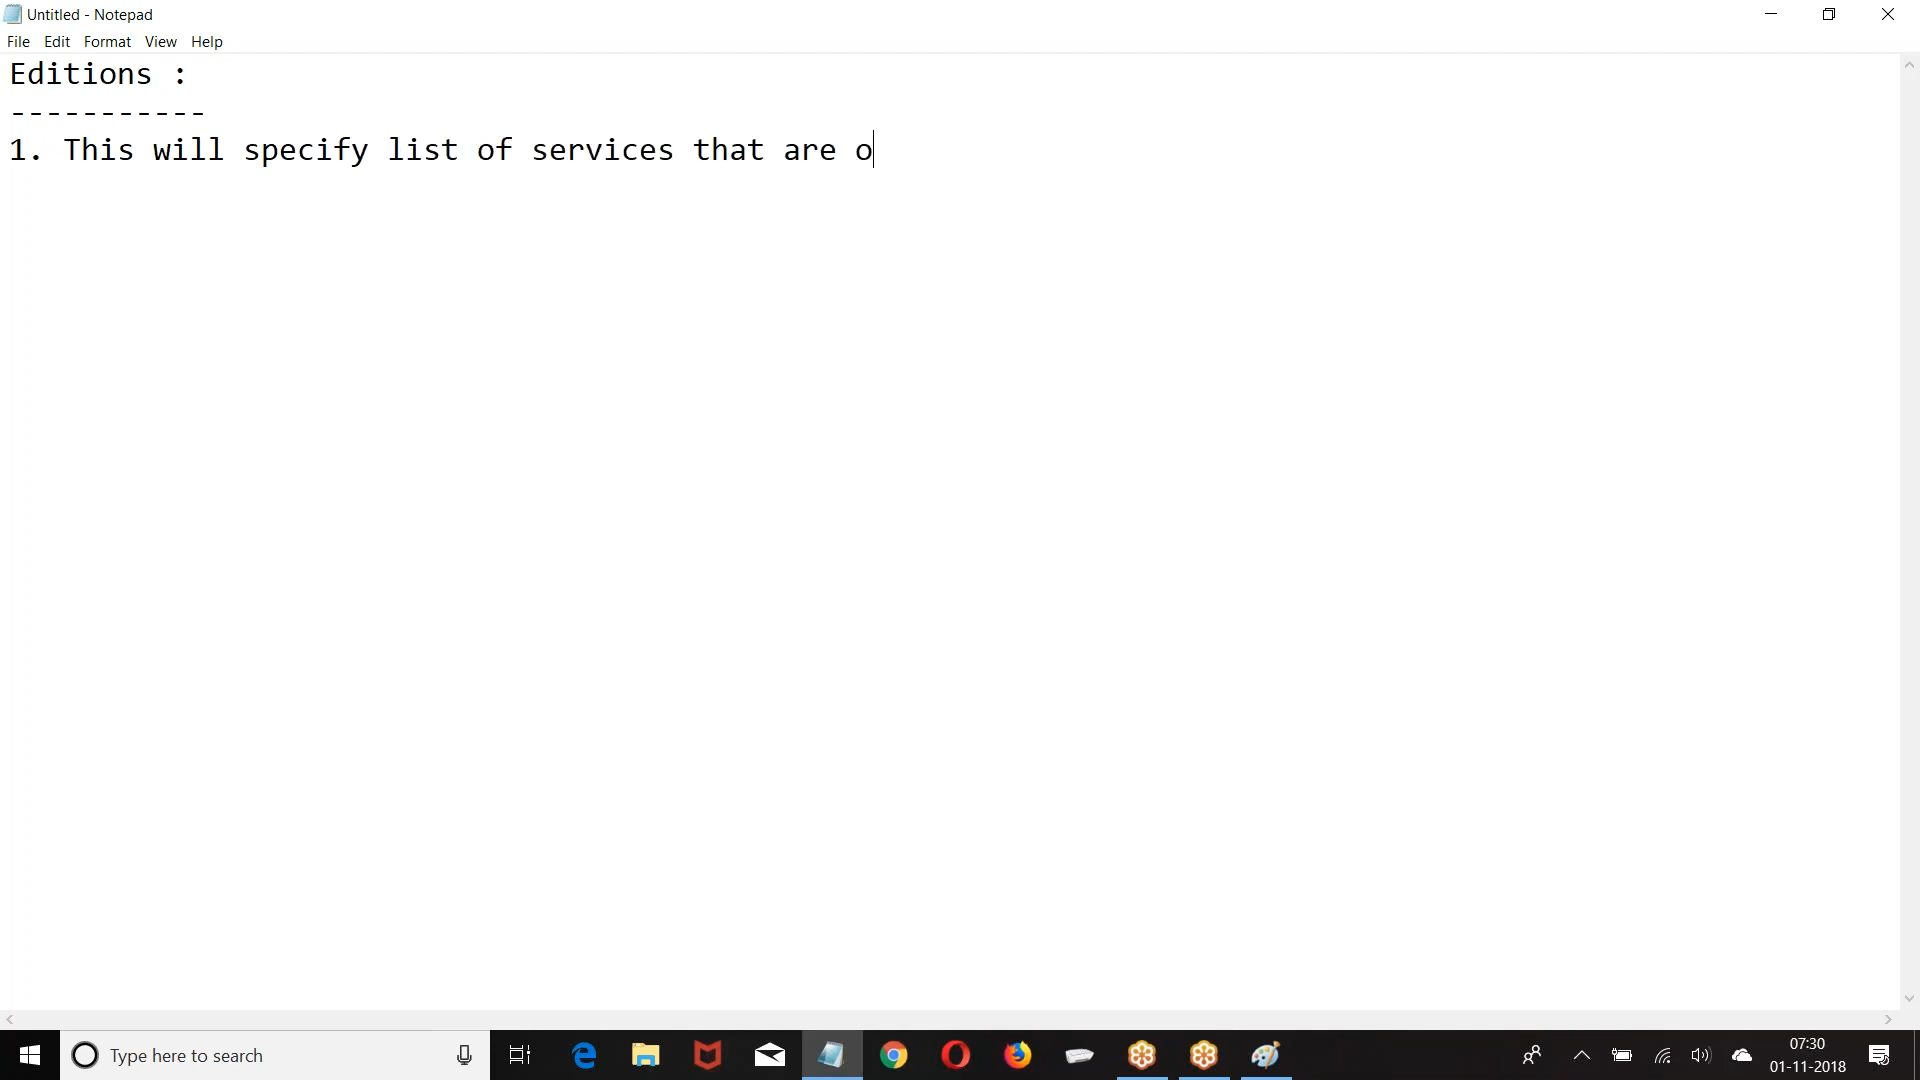 Untitled - Notepad
File Edit Format View Help
Editions :
-----------
1. This will specify list of services that are o
Type here to search
07:30
01-11-2018